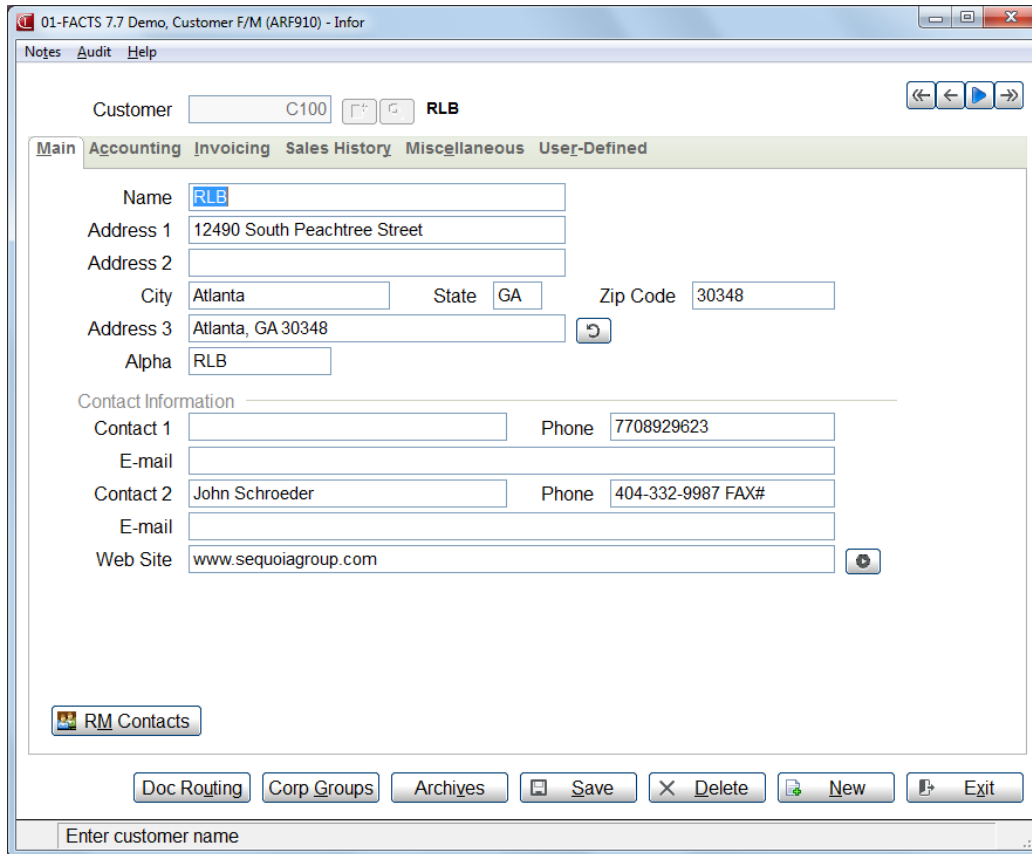 01-FACTS 7.7 Demo, Customer F/M (ARF910) - Infor
Notes Audit Help
Customer C100 RLB
Main Accounting Invoicing Sales History Miscellaneous User-Defined
Name RLB
Address 1 12490 South Peachtree Street
Address 2
City Atlanta State GA Zip Code 30348
Address 3 Atlanta, GA 30348
Alpha RLB
Contact Information
Contact 1 Phone 7708929623
E-mail
Contact 2 John Schroeder Phone 404-332-9987 FAX#
E-mail
Web Site www.sequoiagroup.com
RM Contacts
Doc Routing Corp Groups Archives Save Delete New Exit
Enter customer name